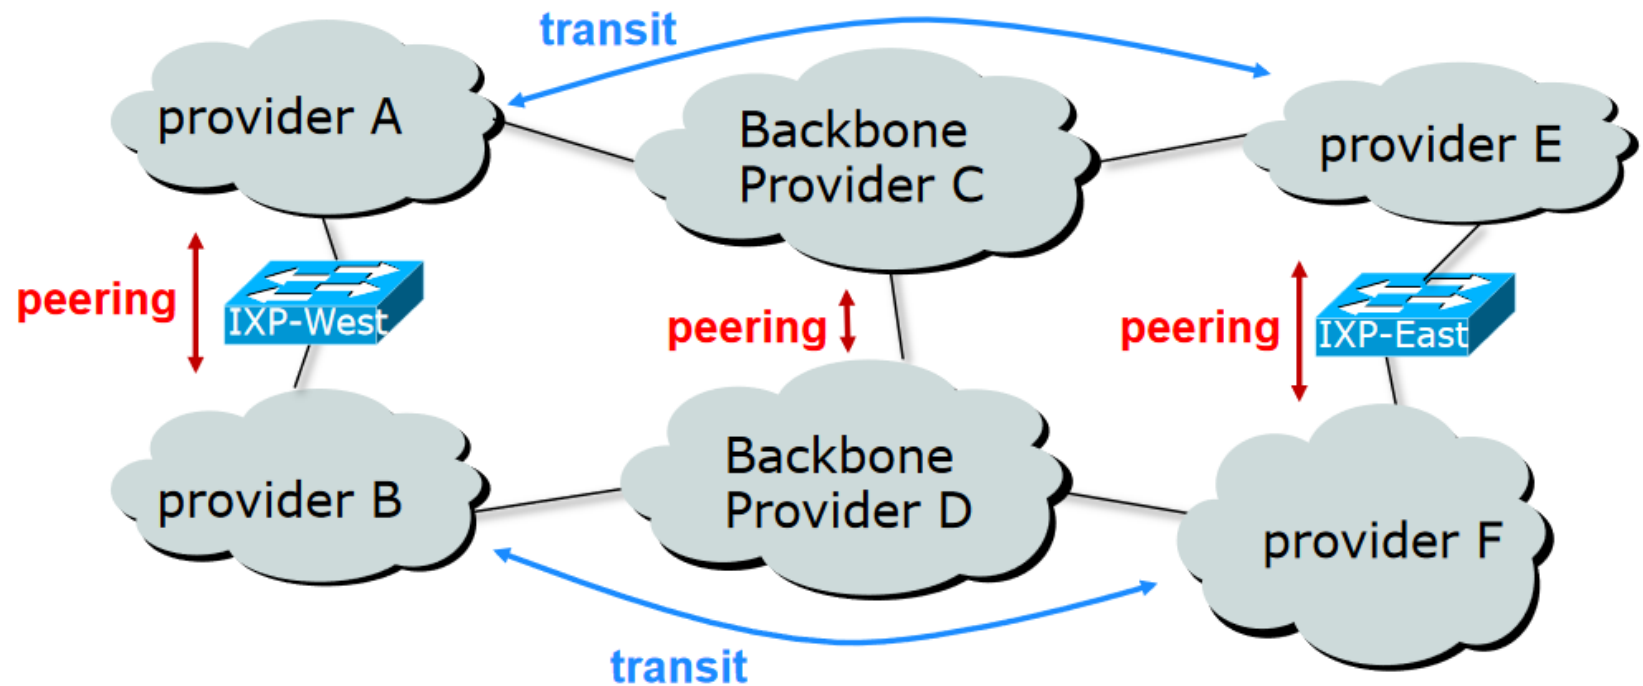 transit
provider A
Backbone
Provider C
provider E
peering
IXP-West
peering
peering
IXP-East
provider B
Backbone
Provider D
provider F
transit